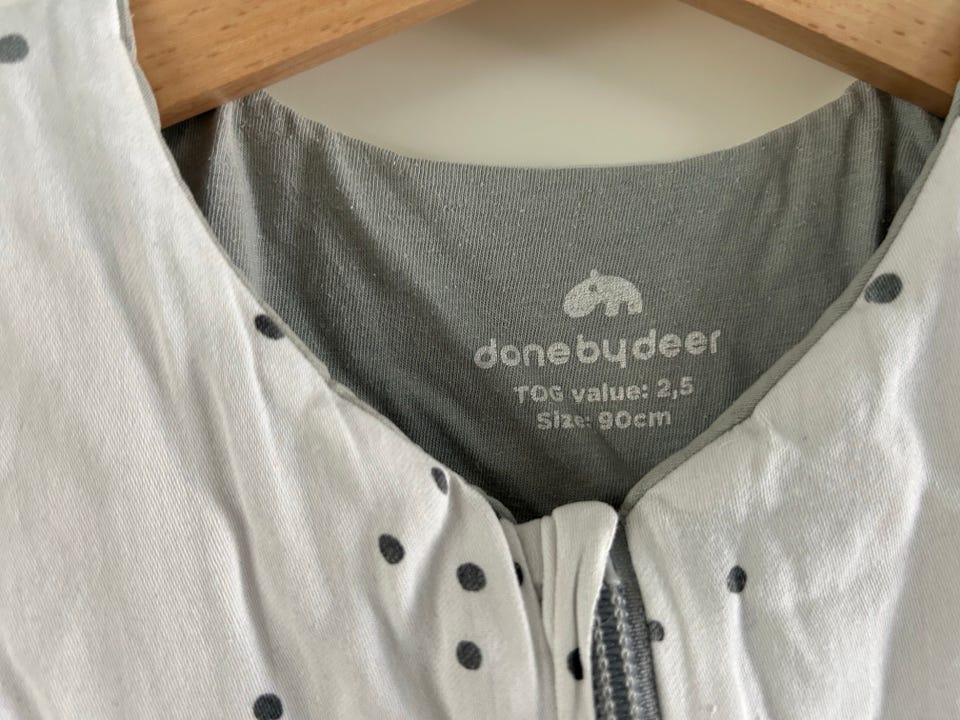 donebydeer
TOG value: 2,5
Size: 90cm